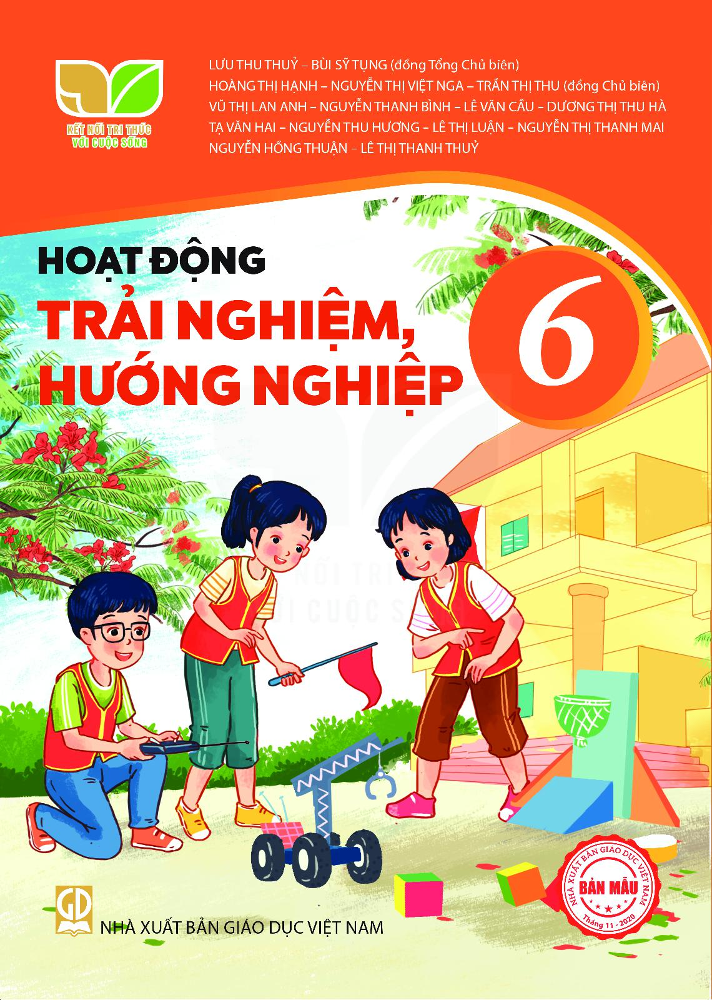 KẾT NỐI TRI THỨC
VỚI CUỘC SỐNG
LƯU THU THUỶ – BÙI SỸ TỤNG (đồng Tổng Chủ biên)
HOÀNG THỊ HẠNH – NGUYỄN THỊ VIỆT NGA – TRẦN THỊ THU (đồng Chủ biên)
VŨ THỊ LAN ANH – NGUYỄN THANH BÌNH – LÊ VĂN CẦU – DƯƠNG THỊ THU HÀ
TẠ VĂN HAI – NGUYỄN THU HƯƠNG – LÊ THỊ LUẬN – NGUYỄN THỊ THANH MAI
NGUYỄN HỒNG THUẬN – LÊ THỊ THANH THUỶ
HOẠT ĐỘNG
TRẢI NGHIỆM,
HƯỚNG NGHIỆP
6
NỐI TRI
CUỘC
NHÀ XUẤT BẢN GIÁO DỤC VIỆT NAM
BẢN MẪU
Tháng 11 - 2020
GD
NHÀ XUẤT BẢN GIÁO DỤC VIỆT NAM